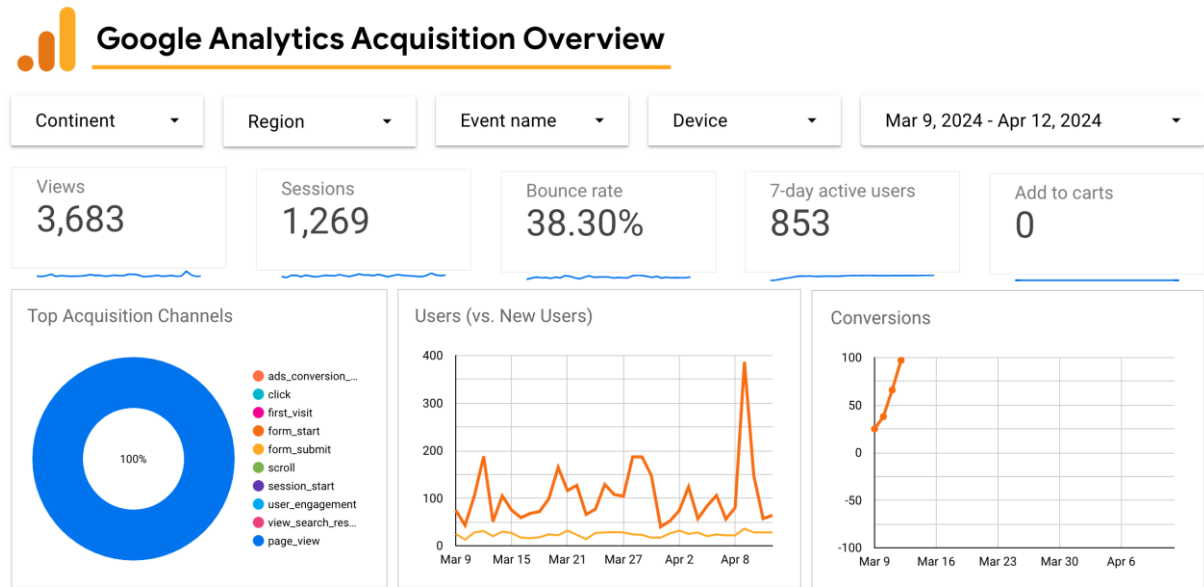 Google Analytics Acquisition Overview
Continent
Region
Event name
Device
Mar 9, 2024 - Apr 12, 2024
Views
3,683
Sessions
1,269
Bounce rate
38.30%
7-day active users
853
Add to carts
0
Top Acquisition Channels
100%
ads_conversion_...
click
first_visit
form_start
form_submit
scroll
session_start
user_engagement
view_search_res...
page_view
Users (vs. New Users)
400
300
200
100
0
Mar 9 Mar 15 Mar 21 Mar 27 Apr 2 Apr 8
Conversions
100
50
0
-50
-100
Mar 9 Mar 16 Mar 23 Mar 30 Apr 6